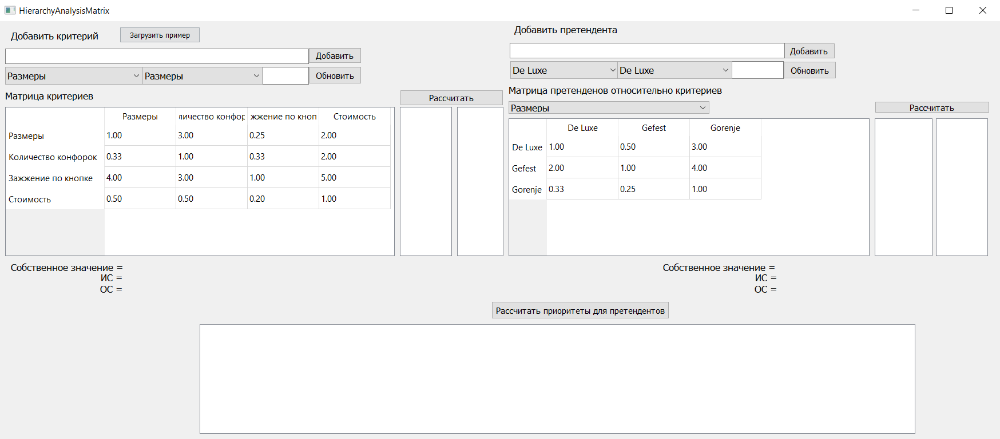 HierarchyAnalysisMatrix
Добавить критерий
Загрузить пример
Добавить
Размеры Размеры Обновить
Матрица критериев
Рассчитать
Размеры личество конфор жжение по кноп Стоимость
Размеры 1.00 3.00 0.25 2.00
Количество конфорок 0.33 1.00 0.33 2.00
Зажжение по кнопке 4.00 3.00 1.00 5.00
Стоимость 0.50 0.50 0.20 1.00
Собственное значение =
ИС =
ОС =
Добавить претендента
Добавить
De Luxe De Luxe Обновить
Матрица претенденов относительно критериев
Размеры
Рассчитать
De Luxe Gefest Gorenje
De Luxe 1.00 0.50 3.00
Gefest 2.00 1.00 4.00
Gorenje 0.33 0.25 1.00
Собственное значение =
ИС =
ОС =
Рассчитать приоритеты для претендентов